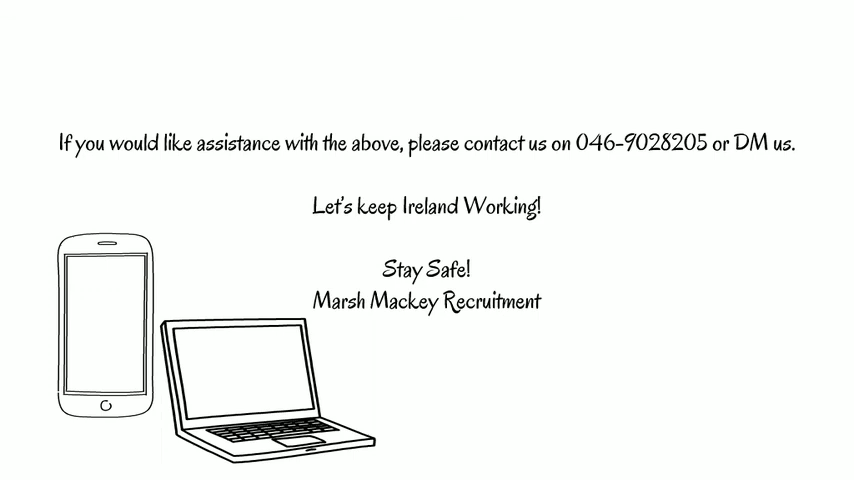 If you would like assistance with the above, please contact us on 046-9028205 or DM us.
Let's keep Ireland Working!
Stay Safe!
Marsh Mackey Recruitment